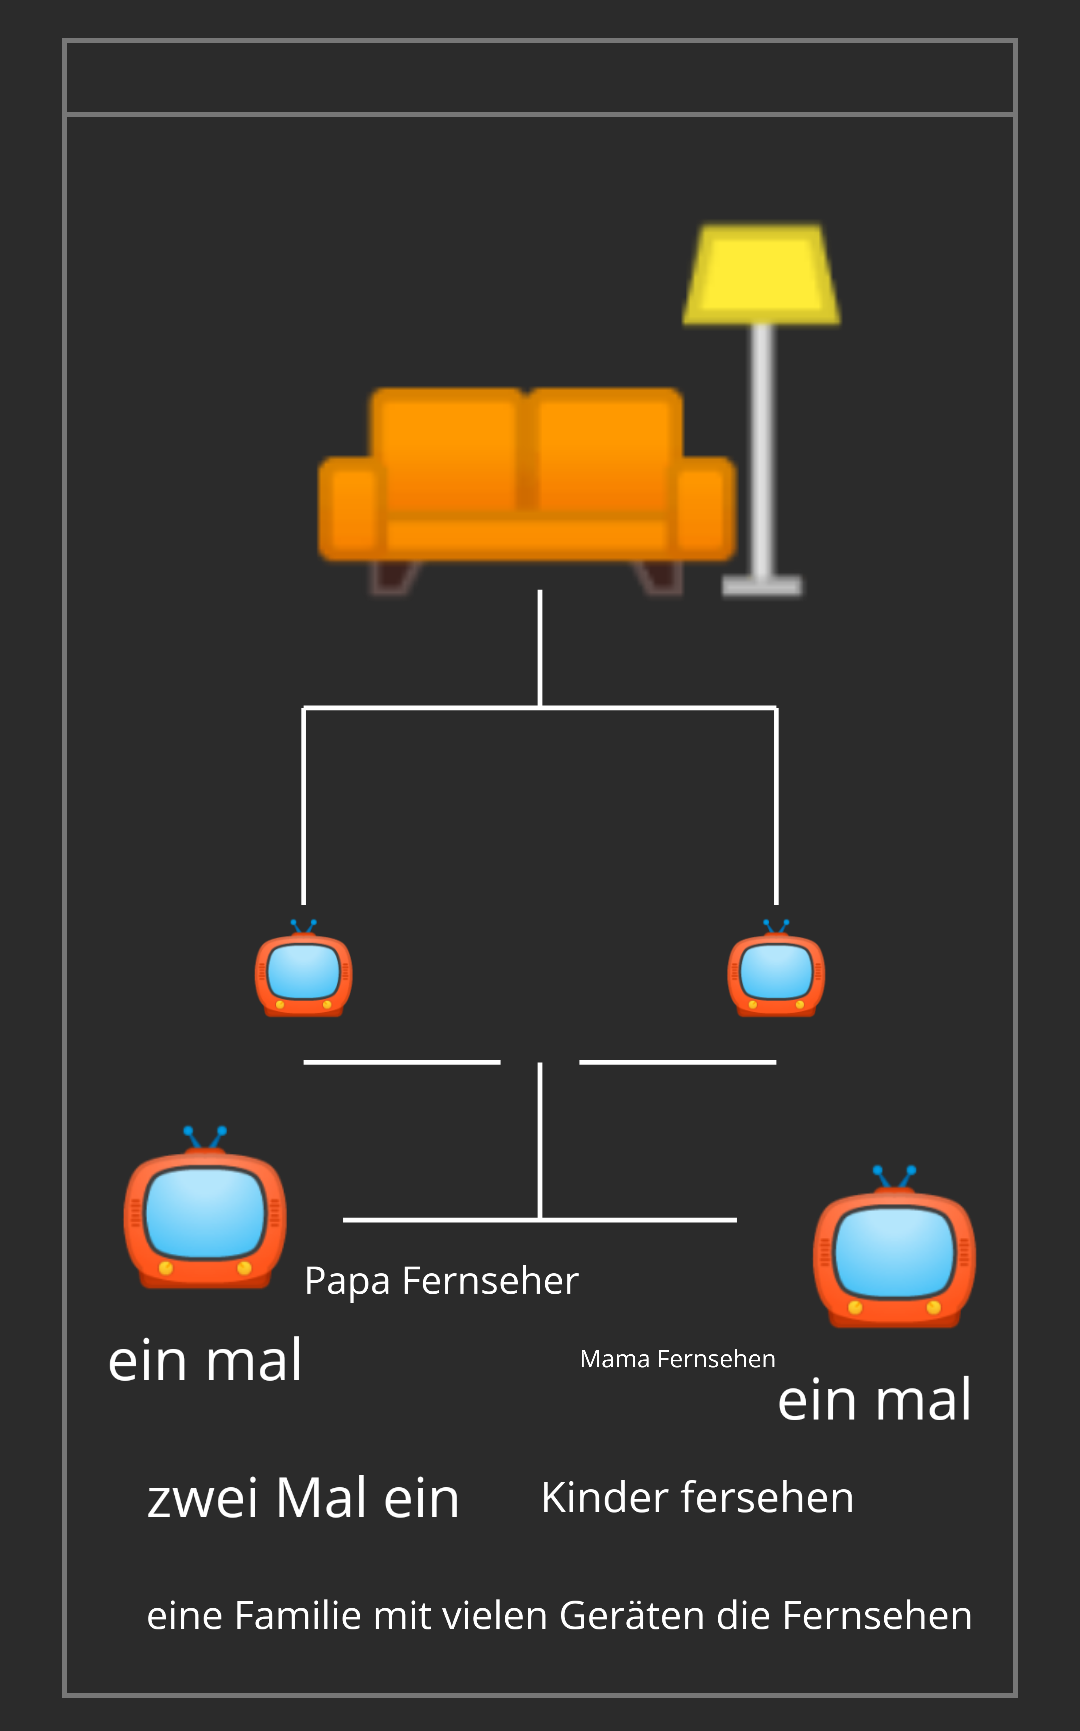 Papa Fernseher
ein mal
Mama Fernsehen
ein mal
zwei Mal ein
Kinder fersehen
eine Familie mit vielen Geräten die Fernsehen